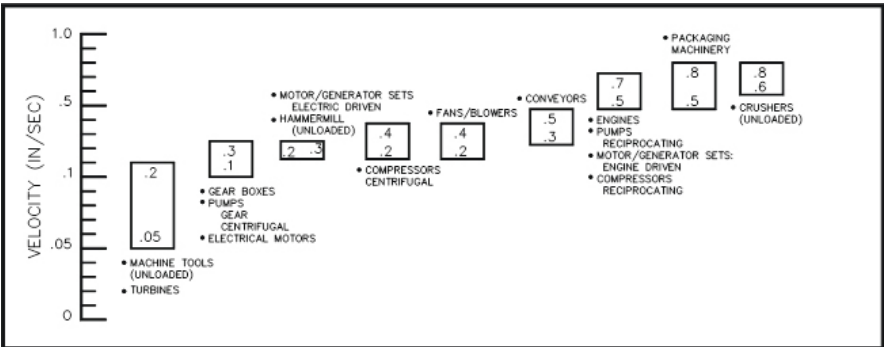 VELOCITY (IN/SEC)
1.0
.5
.1
.05
0
.2
.05
• MACHINE TOOLS
(UNLOADED)
• TURBINES
.3
.1
• GEAR BOXES
• PUMPS
GEAR
CENTRIFUGAL
• ELECTRICAL MOTORS
• MOTOR/GENERATOR SETS
ELECTRIC DRIVEN
• HAMMERMILL
(UNLOADED)
.2 .3
.4
.2
• COMPRESSORS
CENTRIFUGAL
• FANS/BLOWERS
.4
.2
• CONVEYORS
.5
.3
.7
.5
• ENGINES
• PUMPS
RECIPROCATING
• MOTOR/GENERATOR SETS:
ENGINE DRIVEN
• COMPRESSORS
RECIPROCATING
• PACKAGING
MACHINERY
.8
.5
.8
.6
• CRUSHERS
(UNLOADED)